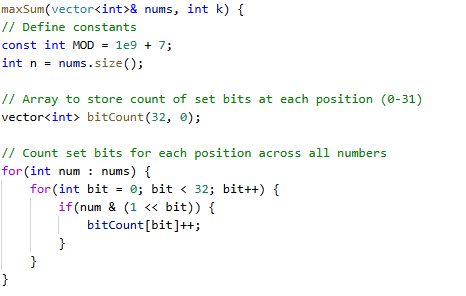 maxSum(vector<int>& nums, int k) {
// Define constants
const int MOD = 1e9 + 7;
int n = nums.size();

// Array to store count of set bits at each position (0-31)
vector<int> bitCount(32, 0);

// Count set bits for each position across all numbers
for(int num : nums) {
    for(int bit = 0; bit < 32; bit++) {
        if(num & (1 << bit)) {
            bitCount[bit]++;
        }
    }
}